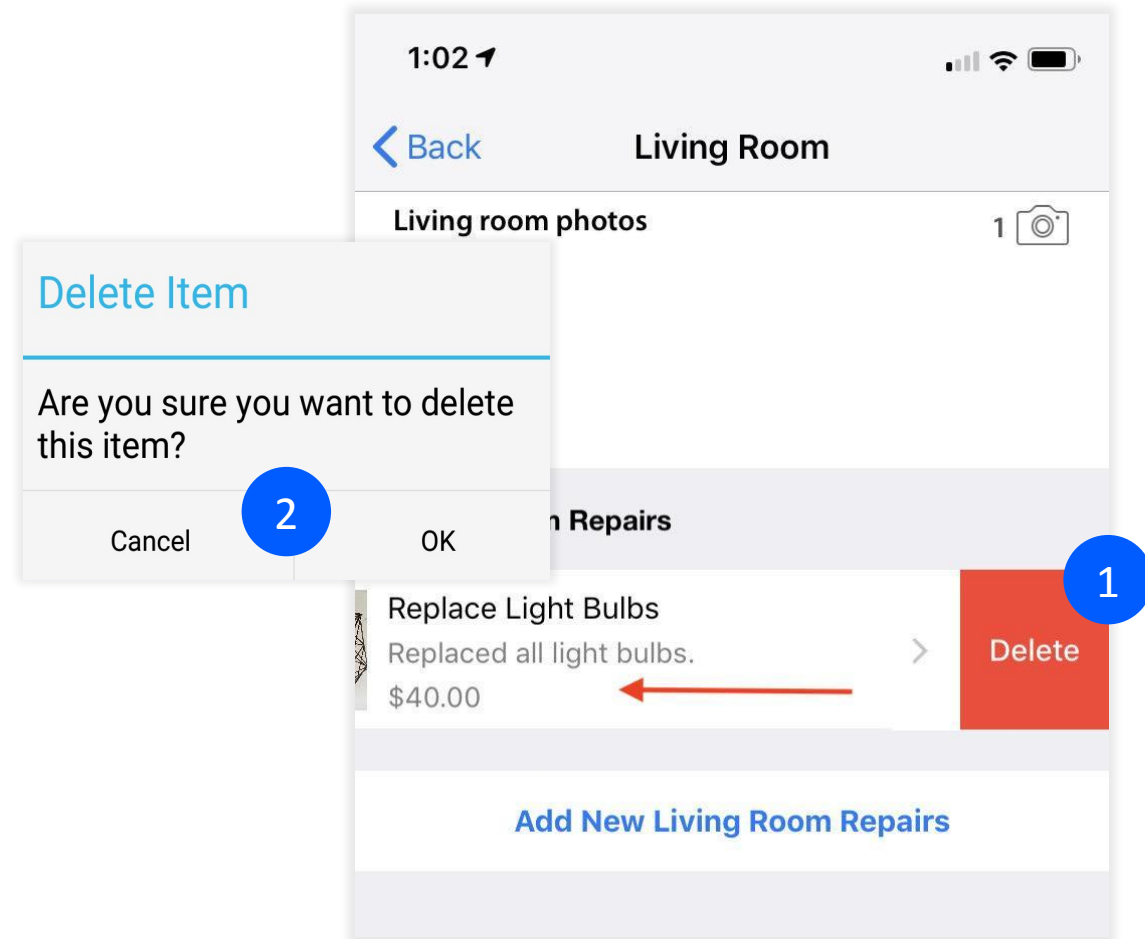 1:02
Back
Living Room
Living room photos
1
Delete Item
Are you sure you want to delete
this item?
Cancel
2
OK
n Repairs
1
Replace Light Bulbs
Replaced all light bulbs.
$40.00
Delete
Add New Living Room Repairs